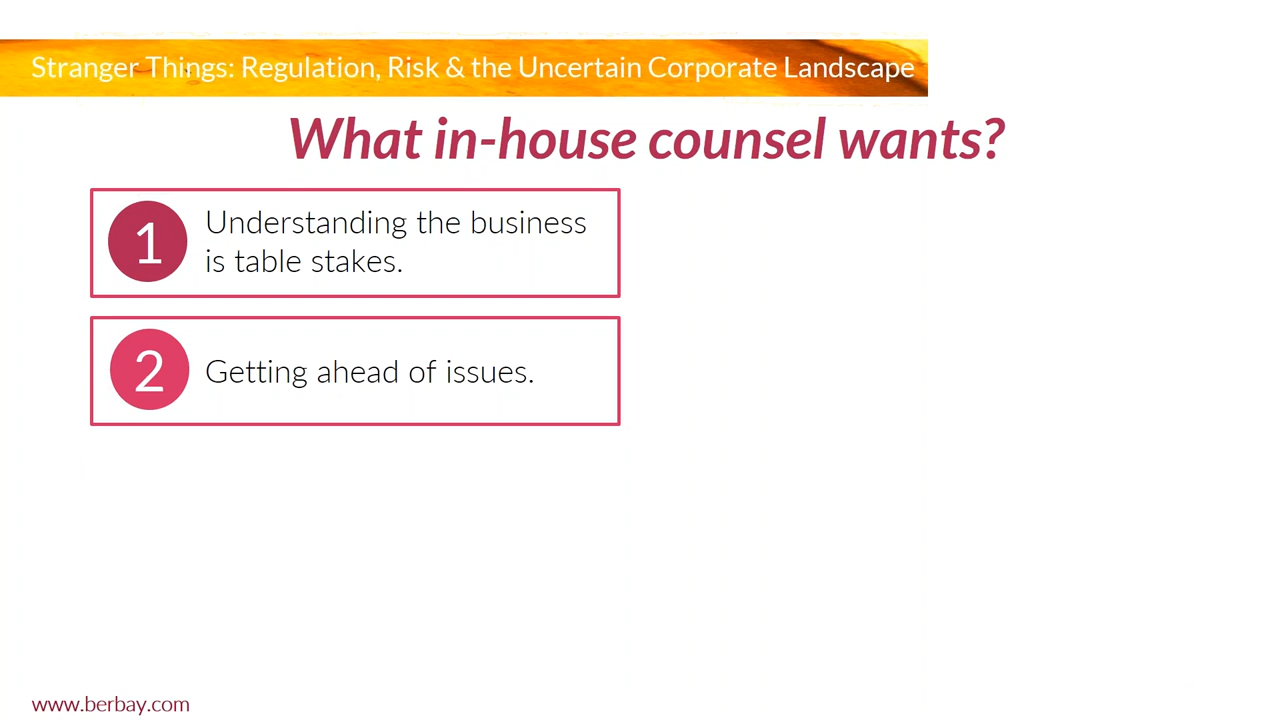 Stranger Things: Regulation, Risk & the Uncertain Corporate Landscape
What in-house counsel wants?
1
Understanding the business
is table stakes.
2
Getting ahead of issues.
www.berbay.com